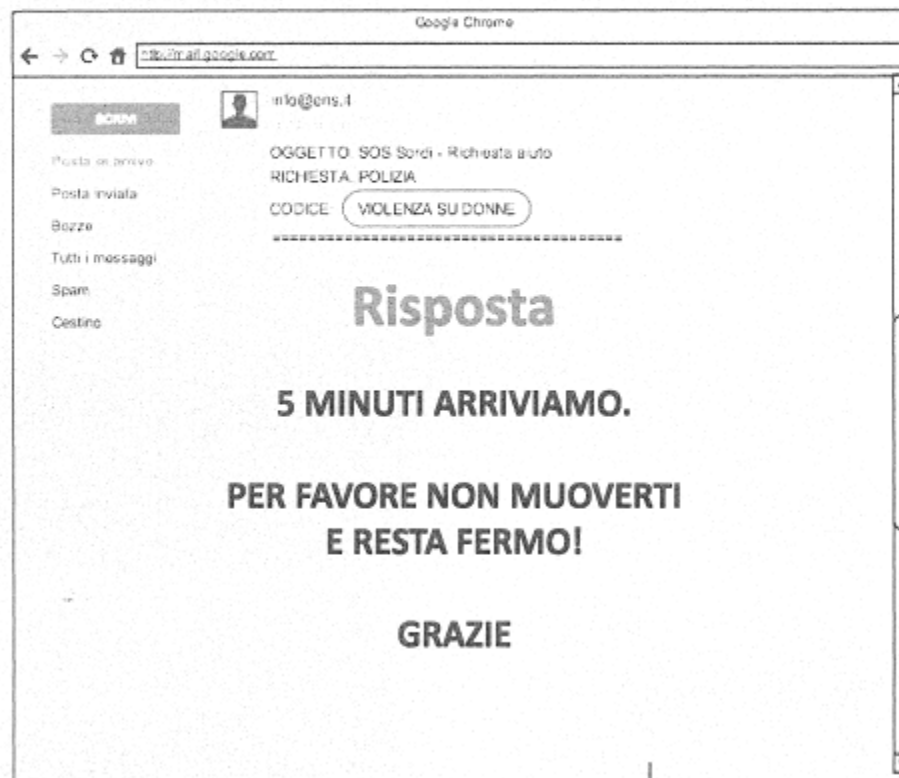 Google Chrome
http://mail.google.com
SCRIVI
Posta in arrivo
Posta inviata
Bozze
Tutti i messaggi
Spam
Cestino
info@ens.it
OGGETTO: SOS Sordi - Richiesta aiuto
RICHIESTA: POLIZIA
CODICE: VIOLENZA SU DONNE
=======================================
Risposta
5 MINUTI ARRIVIAMO.
PER FAVORE NON MUOVERTI
E RESTA FERMO!
GRAZIE